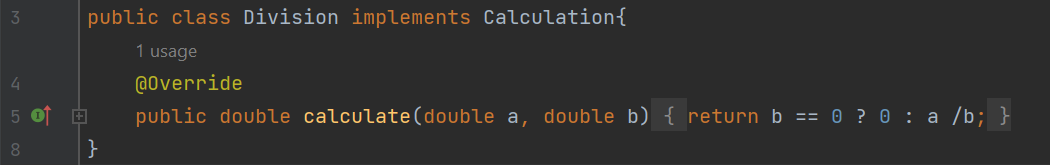 3 public class Division implements Calculation{
1 usage
4 @Override
5 public double calculate(double a, double b) { return b == 0 ? 0 : a /b; }
8 }